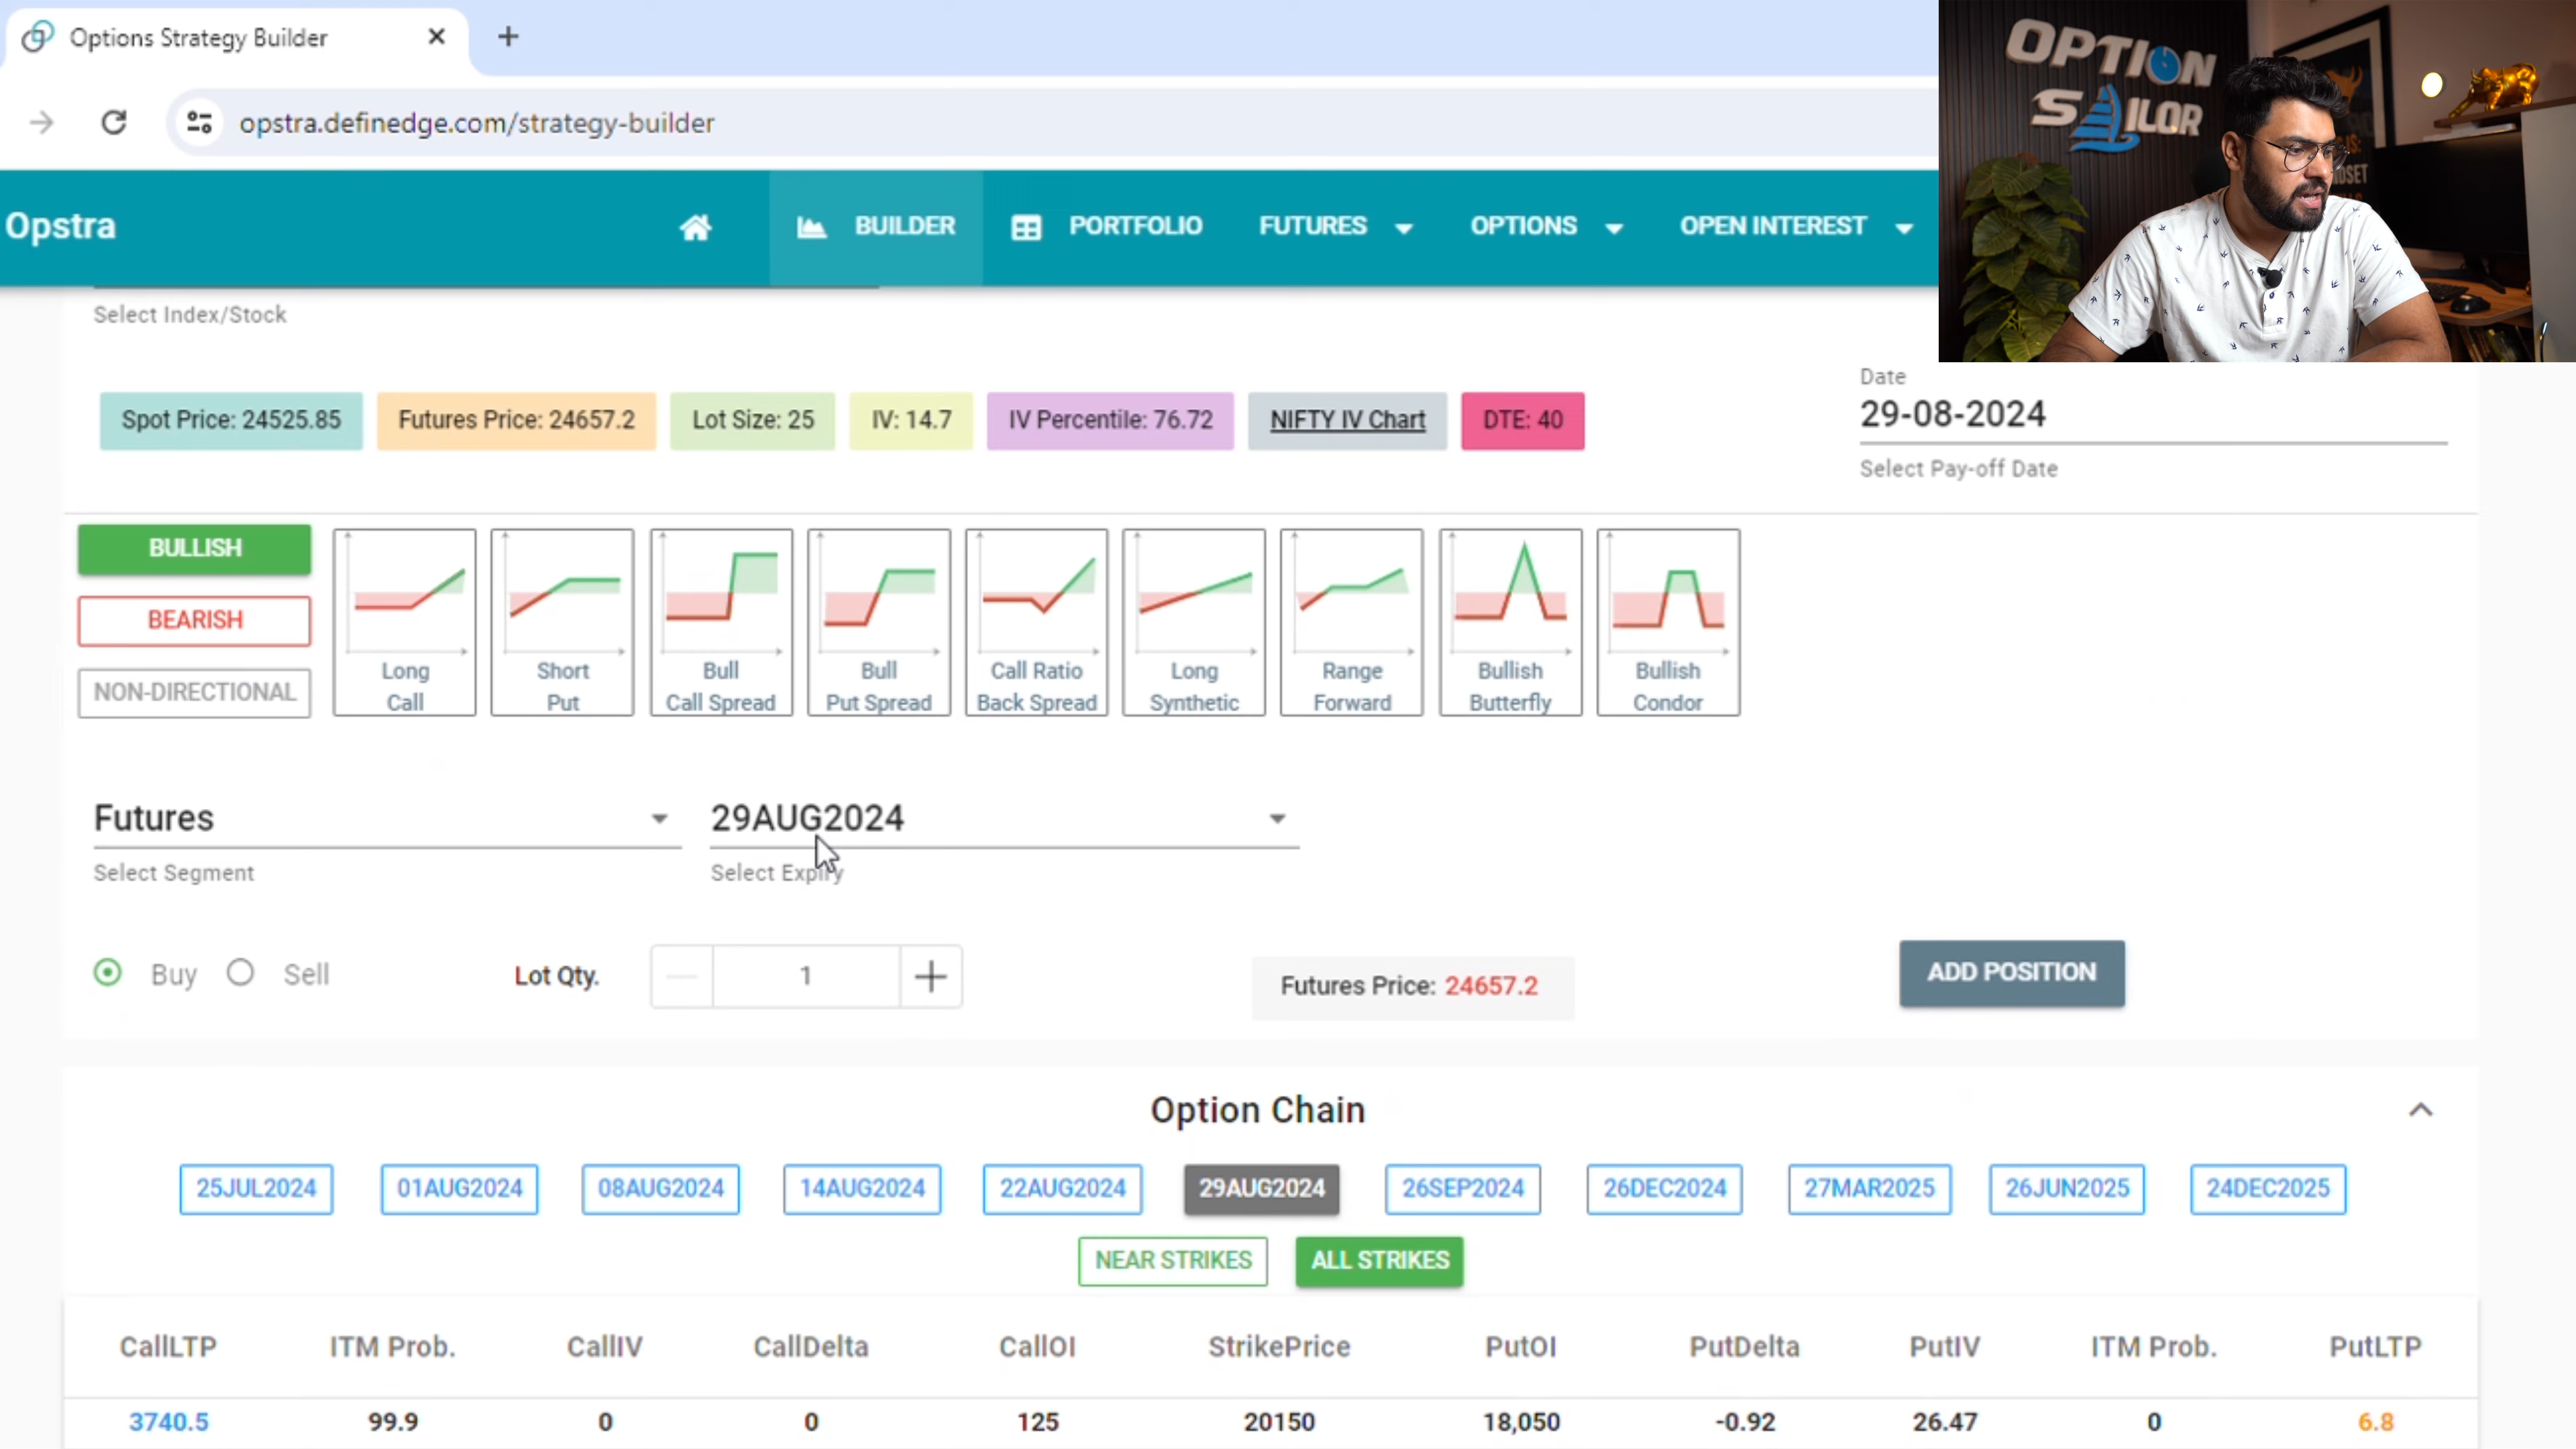 Options Strategy Builder
opstra.definedge.com/strategy-builder
OPTION
SAILOR
Opstra
BUILDER
PORTFOLIO
FUTURES
OPTIONS
OPEN INTEREST
Select Index/Stock
Spot Price: 24525.85
Futures Price: 24657.2
Lot Size: 25
IV: 14.7
IV Percentile: 76.72
NIFTY IV Chart
DTE: 40
Date
29-08-2024
Select Pay-off Date
BULLISH
BEARISH
NON-DIRECTIONAL
Long
Call
Short
Put
Bull
Call Spread
Bull
Put Spread
Call Ratio
Back Spread
Long
Synthetic
Range
Forward
Bullish
Butterfly
Bullish
Condor
Futures
Select Segment
29AUG2024
Select Expiry
Buy
Sell
Lot Qty.
1
Futures Price: 24657.2
ADD POSITION
Option Chain
25JUL2024 01AUG2024 08AUG2024 14AUG2024 22AUG2024 29AUG2024 26SEP2024 26DEC2024 27MAR2025 26JUN2025 24DEC2025
NEAR STRIKES ALL STRIKES
CallLTP ITM Prob. CallIV CallDelta CallOI StrikePrice PutOI PutDelta PutIV ITM Prob. PutLTP
3740.5 99.9 0 0 125 20150 18,050 -0.92 26.47 0 6.8